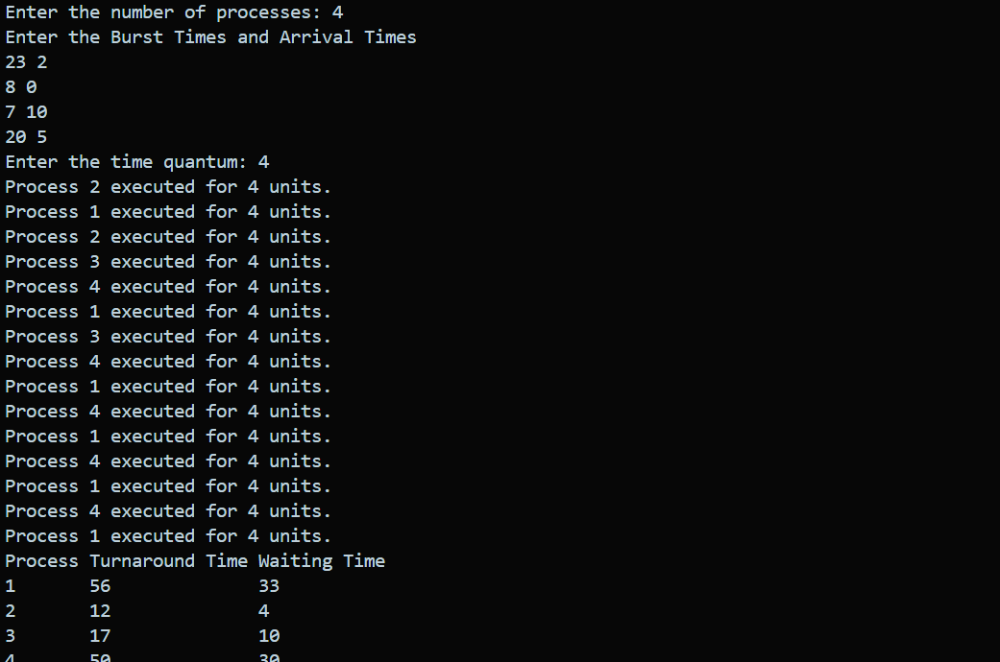 Enter the number of processes: 4
Enter the Burst Times and Arrival Times
23 2
8 0
7 10
20 5
Enter the time quantum: 4
Process 2 executed for 4 units.
Process 1 executed for 4 units.
Process 2 executed for 4 units.
Process 3 executed for 4 units.
Process 4 executed for 4 units.
Process 1 executed for 4 units.
Process 3 executed for 4 units.
Process 4 executed for 4 units.
Process 1 executed for 4 units.
Process 4 executed for 4 units.
Process 1 executed for 4 units.
Process 4 executed for 4 units.
Process 1 executed for 4 units.
Process 4 executed for 4 units.
Process 1 executed for 4 units.
Process Turnaround Time Waiting Time
1 56 33
2 12 4
3 17 10
4 50 30